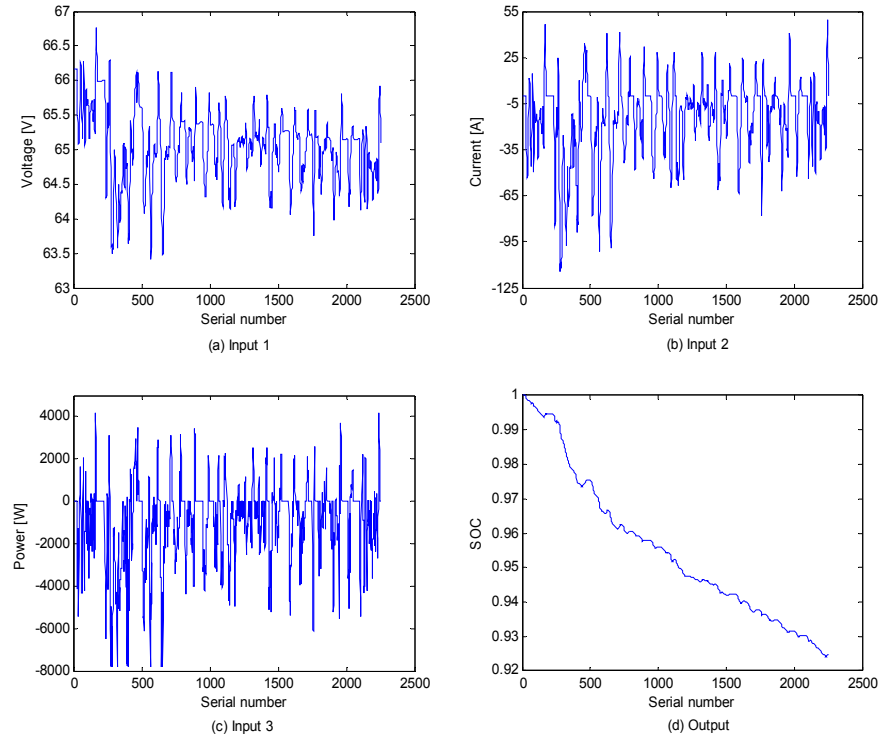 67
66.5
66
65.5
65
64.5
64
63.5
63
Voltage [V]
0 500 1000 1500 2000 2500
Serial number
(a) Input 1
55
25
-5
-35
-65
-95
-125
Current [A]
0 500 1000 1500 2000 2500
Serial number
(b) Input 2
4000
2000
0
-2000
-4000
-6000
-8000
Power [W]
0 500 1000 1500 2000 2500
Serial number
(c) Input 3
1
0.99
0.98
0.97
0.96
0.95
0.94
0.93
0.92
SOC
0 500 1000 1500 2000 2500
Serial number
(d) Output